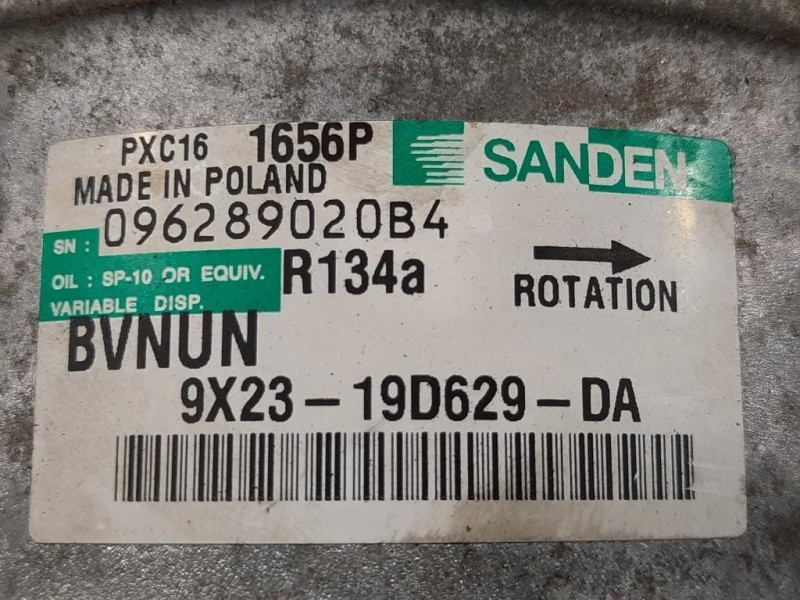 PXC16 1656P SANDEN
MADE IN POLAND
SN : 096289020B4
OIL : SP-10 OR EQUIV. R134a
VARIABLE DISP.
ROTATION
BVNUN
9X23-19D629-DA